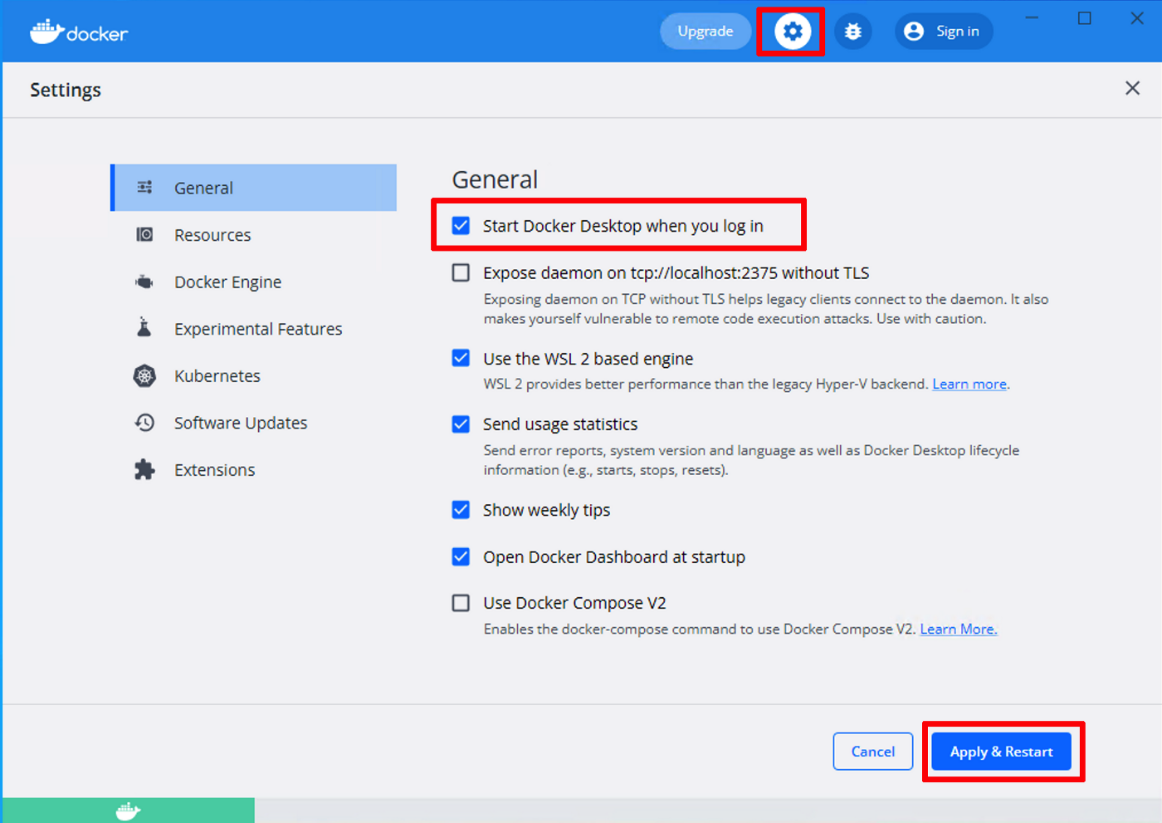 docker
Upgrade
Sign in
Settings
General
Resources
Docker Engine
Experimental Features
Kubernetes
Software Updates
Extensions
General
Start Docker Desktop when you log in
Expose daemon on tcp://localhost:2375 without TLS
Exposing daemon on TCP without TLS helps legacy clients connect to the daemon. It also
makes yourself vulnerable to remote code execution attacks. Use with caution.
Use the WSL 2 based engine
WSL 2 provides better performance than the legacy Hyper-V backend. Learn more.
Send usage statistics
Send error reports, system version and language as well as Docker Desktop lifecycle
information (e.g., starts, stops, resets).
Show weekly tips
Open Docker Dashboard at startup
Use Docker Compose V2
Enables the docker-compose command to use Docker Compose V2. Learn More.
Cancel
Apply & Restart